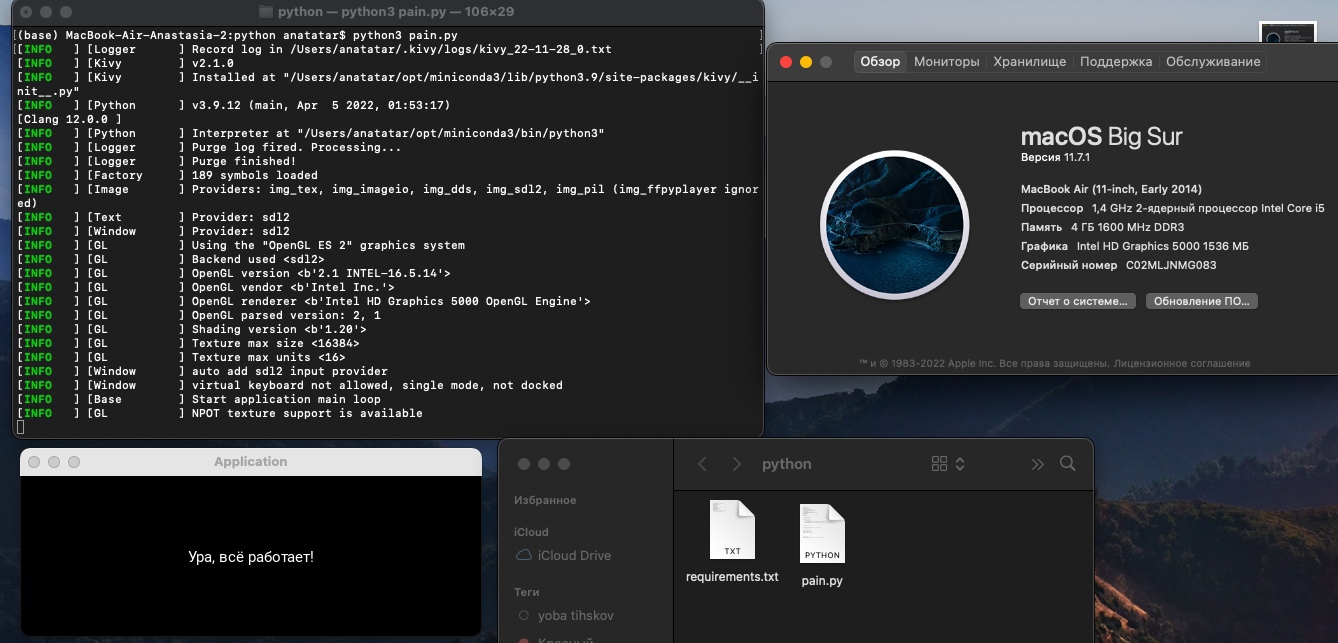 python — python3 pain.py — 106×29
[(base) MacBook-Air-Anastasia-2:python anatatar$ python3 pain.py ]
[[INFO   ] [Logger      ] Record log in /Users/anatatar/.kivy/logs/kivy_22-11-28_0.txt ]
[INFO   ] [Kivy        ] v2.1.0
[INFO   ] [Kivy        ] Installed at "/Users/anatatar/opt/miniconda3/lib/python3.9/site-packages/kivy/__i
nit__.py"
[INFO   ] [Python      ] v3.9.12 (main, Apr  5 2022, 01:53:17)
[Clang 12.0.0 ]
[INFO   ] [Python      ] Interpreter at "/Users/anatatar/opt/miniconda3/bin/python3"
[INFO   ] [Logger      ] Purge log fired. Processing...
[INFO   ] [Logger      ] Purge finished!
[INFO   ] [Factory     ] 189 symbols loaded
[INFO   ] [Image       ] Providers: img_tex, img_imageio, img_dds, img_sdl2, img_pil (img_ffpyplayer ignor
ed)
[INFO   ] [Text        ] Provider: sdl2
[INFO   ] [Window      ] Provider: sdl2
[INFO   ] [GL          ] Using the "OpenGL ES 2" graphics system
[INFO   ] [GL          ] Backend used <sdl2>
[INFO   ] [GL          ] OpenGL version <b'2.1 INTEL-16.5.14'>
[INFO   ] [GL          ] OpenGL vendor <b'Intel Inc.'>
[INFO   ] [GL          ] OpenGL renderer <b'Intel HD Graphics 5000 OpenGL Engine'>
[INFO   ] [GL          ] OpenGL parsed version: 2, 1
[INFO   ] [GL          ] Shading version <b'1.20'>
[INFO   ] [GL          ] Texture max size <16384>
[INFO   ] [GL          ] Texture max units <16>
[INFO   ] [Window      ] auto add sdl2 input provider
[INFO   ] [Window      ] virtual keyboard not allowed, single mode, not docked
[INFO   ] [Base        ] Start application main loop
[INFO   ] [GL          ] NPOT texture support is available
Обзор Мониторы Хранилище Поддержка Обслуживание
macOS Big Sur
Версия 11.7.1
MacBook Air (11-inch, Early 2014)
Процессор 1,4 GHz 2-ядерный процессор Intel Core i5
Память 4 ГБ 1600 MHz DDR3
Графика Intel HD Graphics 5000 1536 МБ
Серийный номер C02MLJNMG083
Отчет о системе... Обновление ПО...
™ и © 1983-2022 Apple Inc. Все права защищены. Лицензионное соглашение
Application
Ура, всё работает!
python
Избранное
iCloud
iCloud Drive
Теги
yoba tihskov
Красный
TXT
requirements.txt
PYTHON
pain.py